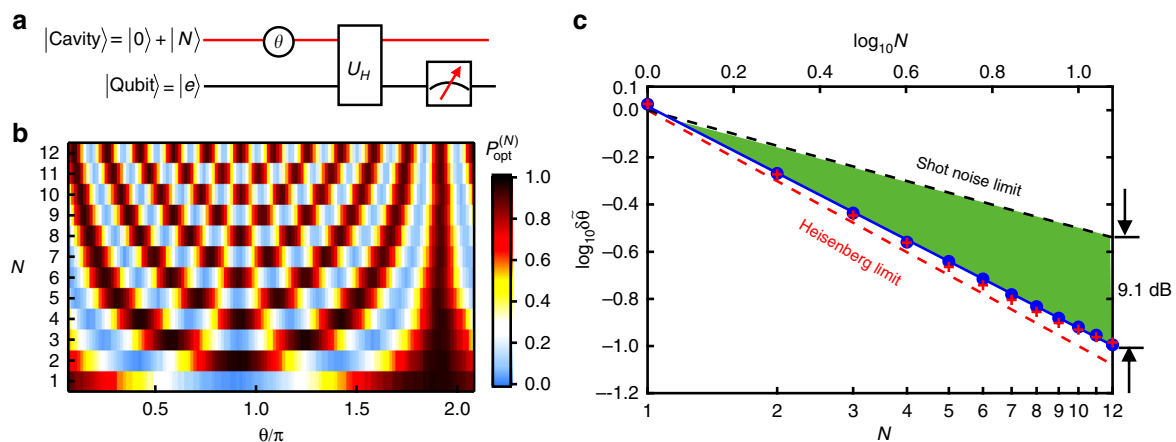 a
|Cavity⟩ = |0⟩ + |N⟩
θ
U_H
|Qubit⟩ = |e⟩
b
P_opt^(N)
12
11
10
9
8
7
6
5
4
3
2
1
N
0.5
1.0
1.5
2.0
θ/π
1.0
0.8
0.6
0.4
0.2
0.0
c
log₁₀N
0.0
0.2
0.4
0.6
0.8
1.0
0.1
0.0
−0.2
−0.4
−0.6
−0.8
−1.0
−-1.2
log₁₀δθ̃
Shot noise limit
Heisenberg limit
9.1 dB
1
2
3
4
5
6
7
8
9
10
12
N